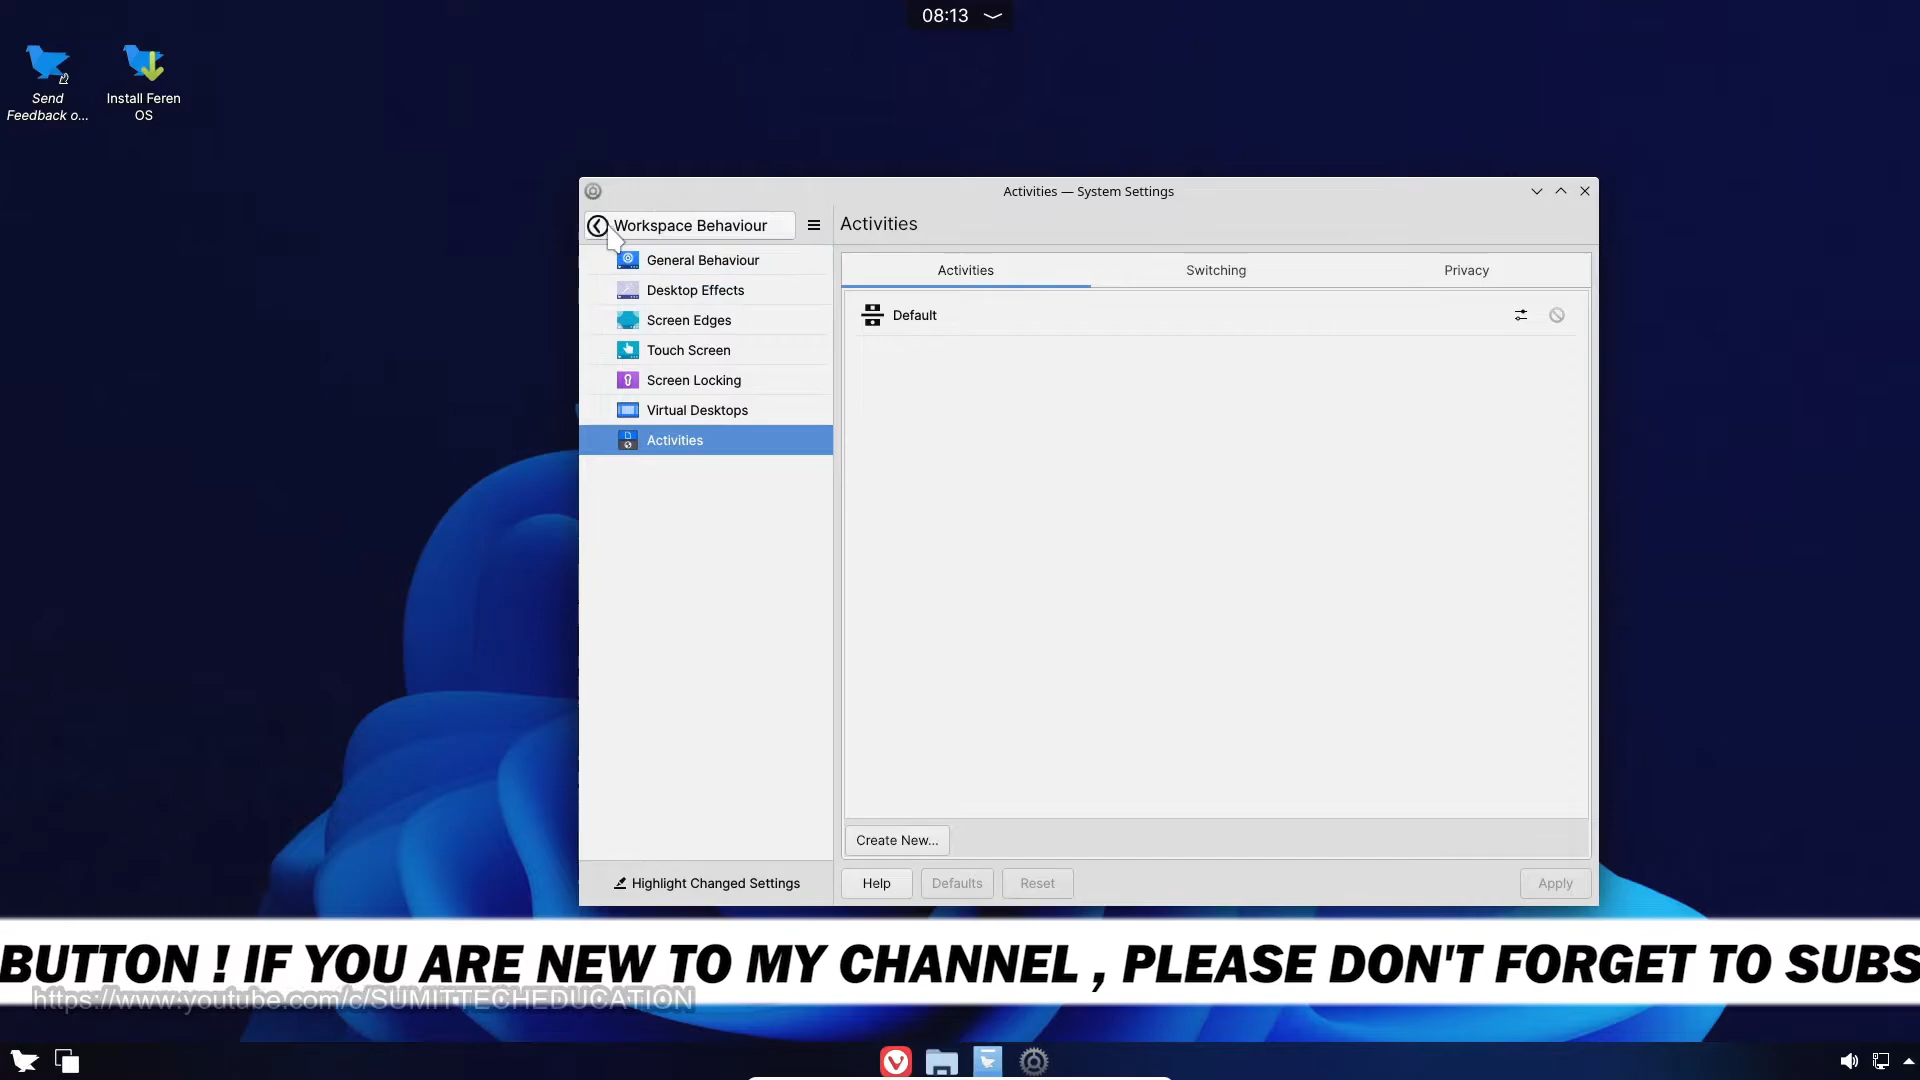 08:13
Send
Feedback o...
Install Feren
OS
Activities — System Settings
Workspace Behaviour
Activities
General Behaviour
Desktop Effects
Screen Edges
Touch Screen
Screen Locking
Virtual Desktops
Activities
Activities
Switching
Privacy
Default
Create New...
Highlight Changed Settings
Help
Defaults
Reset
Apply
BUTTON ! IF YOU ARE NEW TO MY CHANNEL , PLEASE DON'T FORGET TO SUBS
https://www.youtube.com/c/SUMITTECHEDUCATION